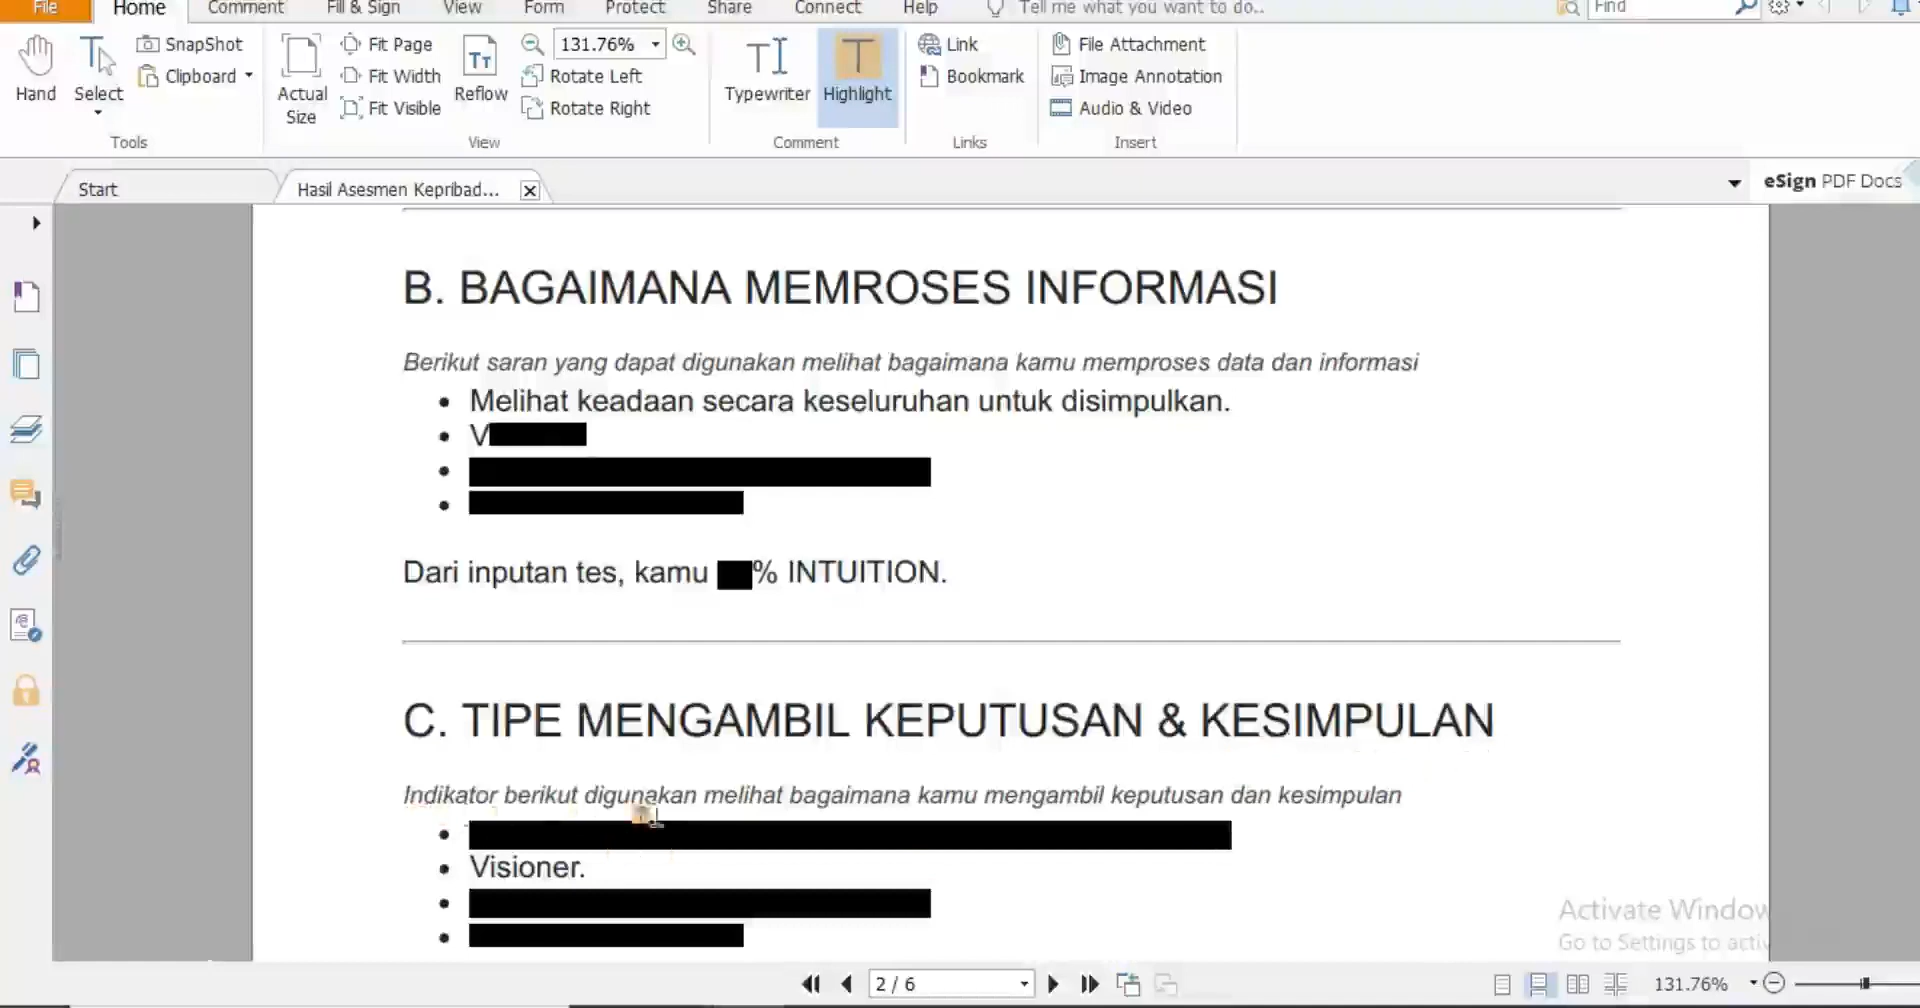 File Home Comment Fill & Sign View Form Protect Share Connect Help Tell me what you want to do.. Find
Hand
Select
SnapShot
Clipboard
Tools
Actual Size
Fit Page
Fit Width
Fit Visible
Reflow
131.76%
Rotate Left
Rotate Right
View
Typewriter
Highlight
Comment
Link
Bookmark
Links
File Attachment
Image Annotation
Audio & Video
Insert
Start
Hasil Asesmen Kepribad...
eSign PDF Docs
B. BAGAIMANA MEMROSES INFORMASI
Berikut saran yang dapat digunakan melihat bagaimana kamu memproses data dan informasi
• Melihat keadaan secara keseluruhan untuk disimpulkan.
• V
Dari inputan tes, kamu % INTUITION.
C. TIPE MENGAMBIL KEPUTUSAN & KESIMPULAN
Indikator berikut digunakan melihat bagaimana kamu mengambil keputusan dan kesimpulan
• Visioner.
Activate Window
Go to Settings to activ
2 / 6
131.76%